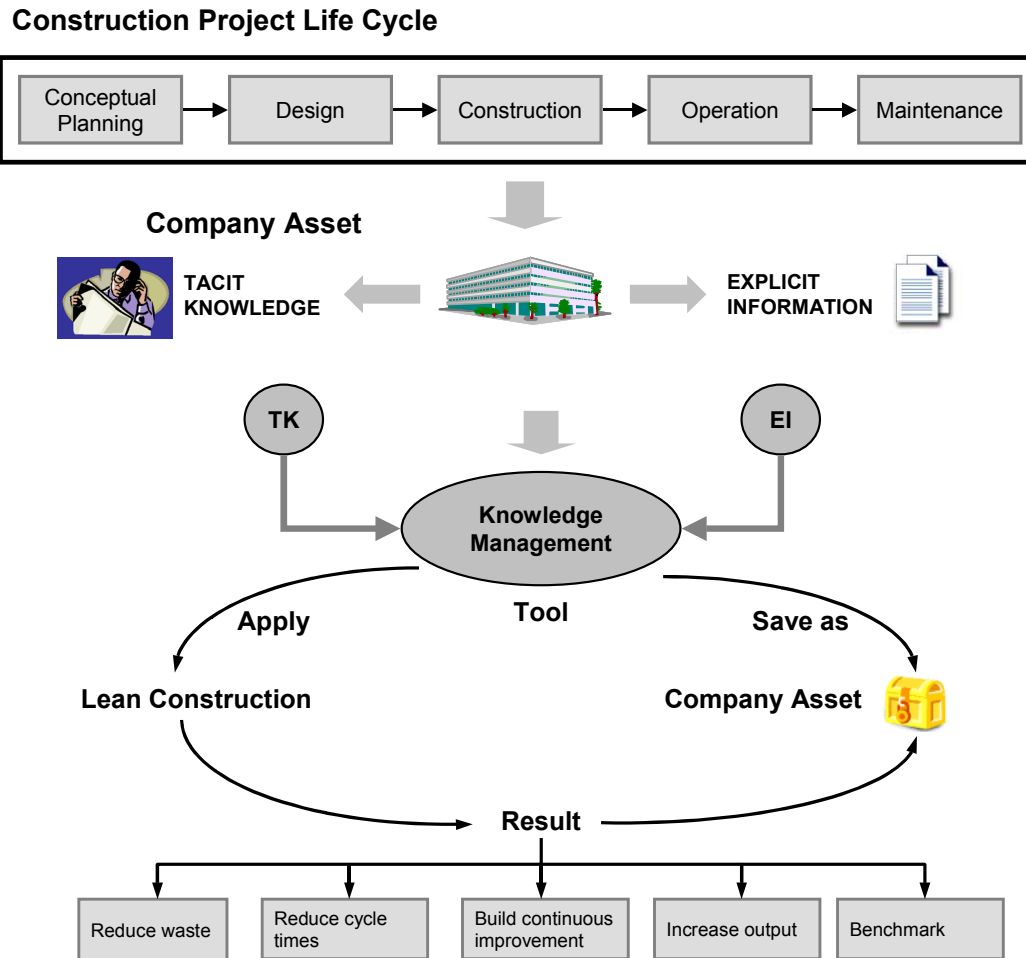 Construction Project Life Cycle
Conceptual
Planning
Design
Construction
Operation
Maintenance
Company Asset
TACIT
KNOWLEDGE
EXPLICIT
INFORMATION
TK
EI
Knowledge
Management
Apply
Tool
Save as
Lean Construction
Company Asset
Result
Reduce waste
Reduce cycle
times
Build continuous
improvement
Increase output
Benchmark